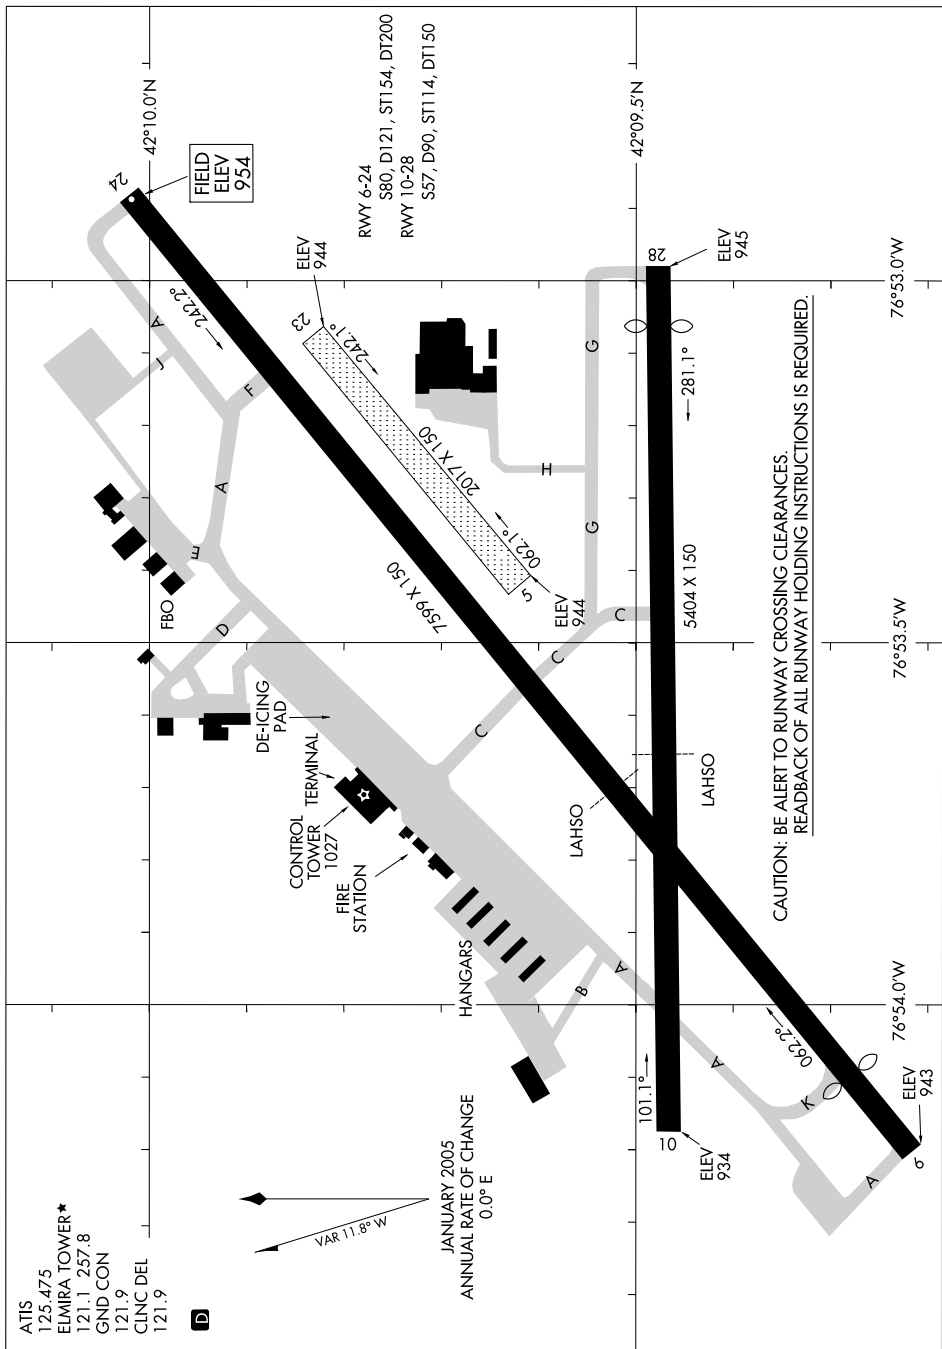 ATIS
125.475
ELMIRA TOWER★
121.1 257.8
GND CON
121.9
CLNC DEL
121.9
D
VAR 11.8° W
JANUARY 2005
ANNUAL RATE OF CHANGE
0.0° E
42°10.0'N
42°09.5'N
76°54.0'W
76°53.5'W
76°53.0'W
FIELD
ELEV
954
24
242.2°
A
J
F
A
E
FBO
D
DE-ICING
PAD
TERMINAL
CONTROL
TOWER
1027
FIRE
STATION
HANGARS
B
A
A
K
A
C
C
C
G
G
H
7599 X 150
23
ELEV
944
242.1°
2017 X 150
062.1°
5
ELEV
944
RWY 6-24
S80, D121, ST154, DT200
RWY 10-28
S57, D90, ST114, DT150
28
ELEV
945
281.1°
5404 X 150
LAHSO
LAHSO
101.1°
10
ELEV
934
062.2°
6
ELEV
943
CAUTION: BE ALERT TO RUNWAY CROSSING CLEARANCES.
READBACK OF ALL RUNWAY HOLDING INSTRUCTIONS IS REQUIRED.